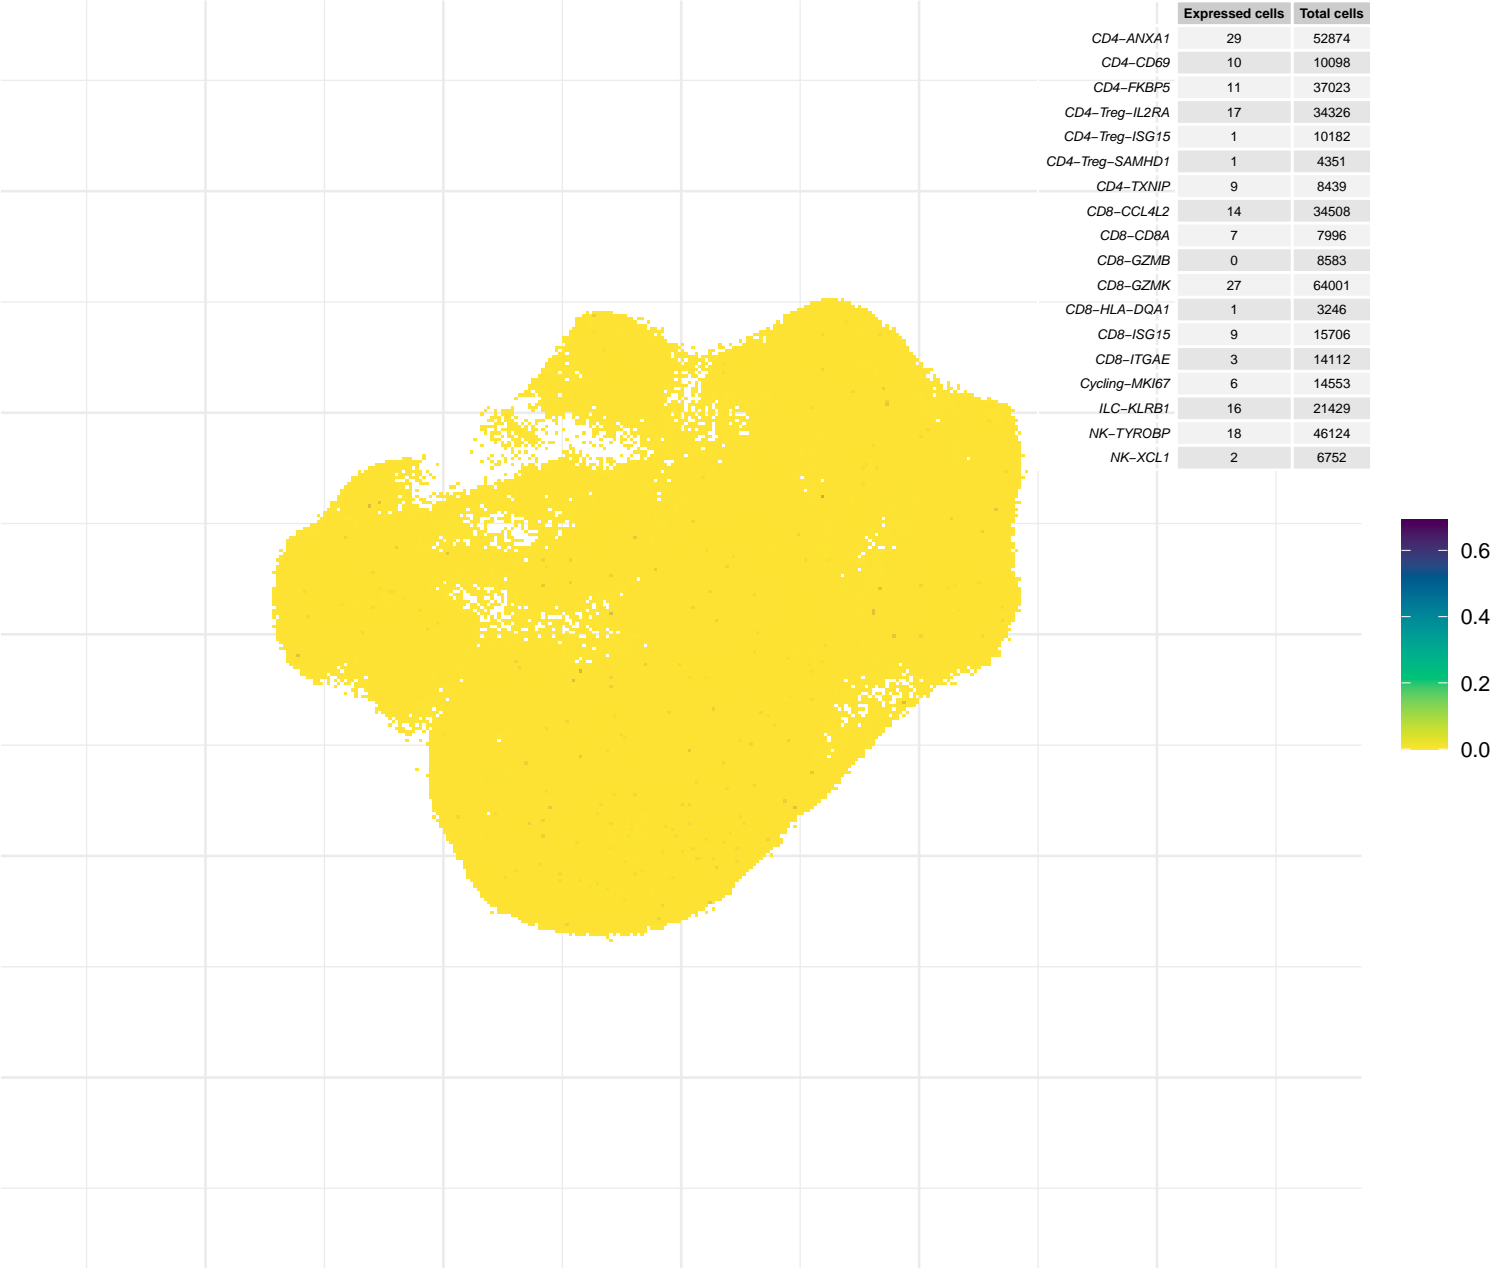 Expressed cells Total cells
CD4−ANXA1 29 52874
CD4−CD69 10 10098
CD4−FKBP5 11 37023
CD4−Treg−IL2RA 17 34326
CD4−Treg−ISG15 1 10182
CD4−Treg−SAMHD1 1 4351
CD4−TXNIP 9 8439
CD8−CCL4L2 14 34508
CD8−CD8A 7 7996
CD8−GZMB 0 8583
CD8−GZMK 27 64001
CD8−HLA−DQA1 1 3246
CD8−ISG15 9 15706
CD8−ITGAE 3 14112
Cycling−MKI67 6 14553
ILC−KLRB1 16 21429
NK−TYROBP 18 46124
NK−XCL1 2 6752
0.6
0.4
0.2
0.0